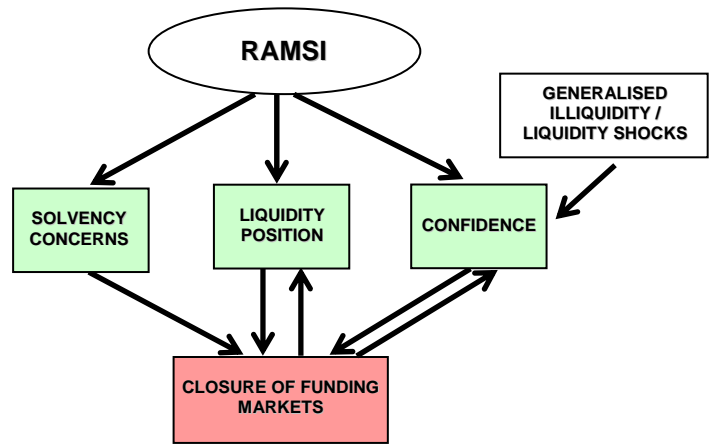 RAMSI
GENERALISED
ILLIQUIDITY /
LIQUIDITY SHOCKS
SOLVENCY
CONCERNS
LIQUIDITY
POSITION
CONFIDENCE
CLOSURE OF FUNDING
MARKETS